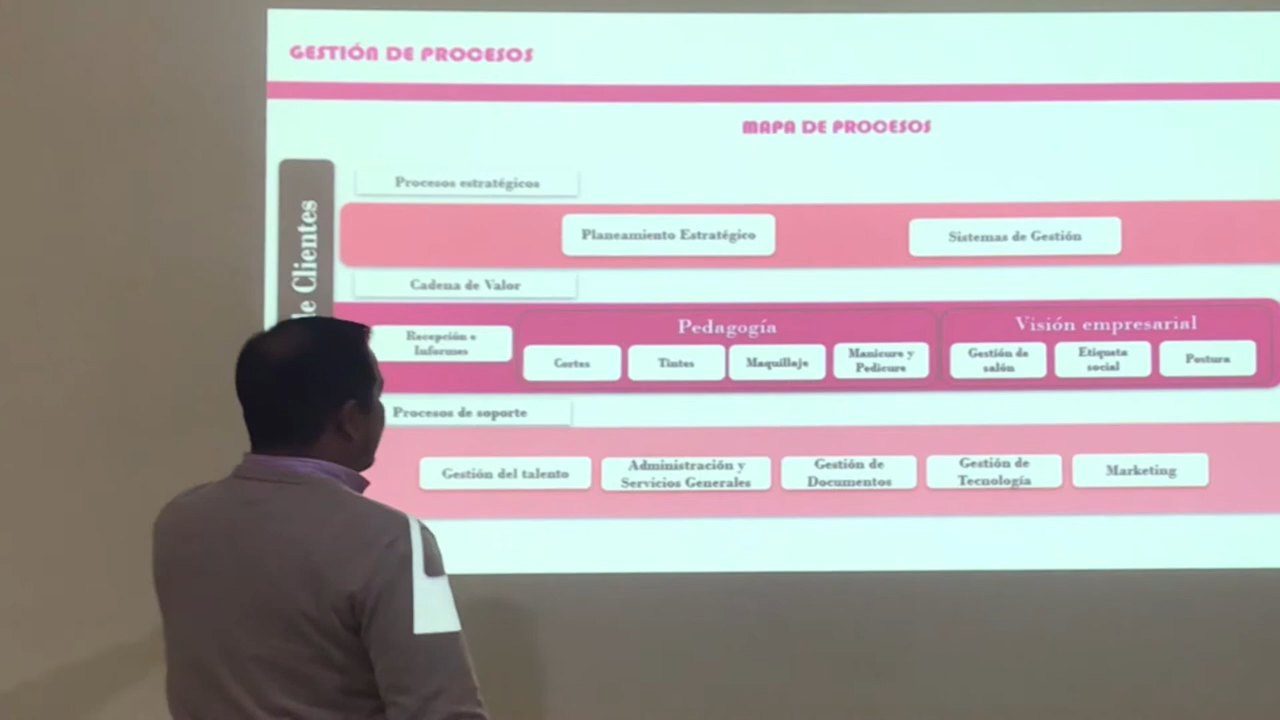 GESTIÓN DE PROCESOS
MAPA DE PROCESOS
de Clientes
Procesos estratégicos
Planeamiento Estratégico
Sistemas de Gestión
Cadena de Valor
Recepción e
Informes
Pedagogía
Cortes
Tintes
Maquillaje
Manicure y
Pedicure
Visión empresarial
Gestión de
salón
Etiqueta
social
Postura
Procesos de soporte
Gestión del talento
Administración y
Servicios Generales
Gestión de
Documentos
Gestión de
Tecnología
Marketing